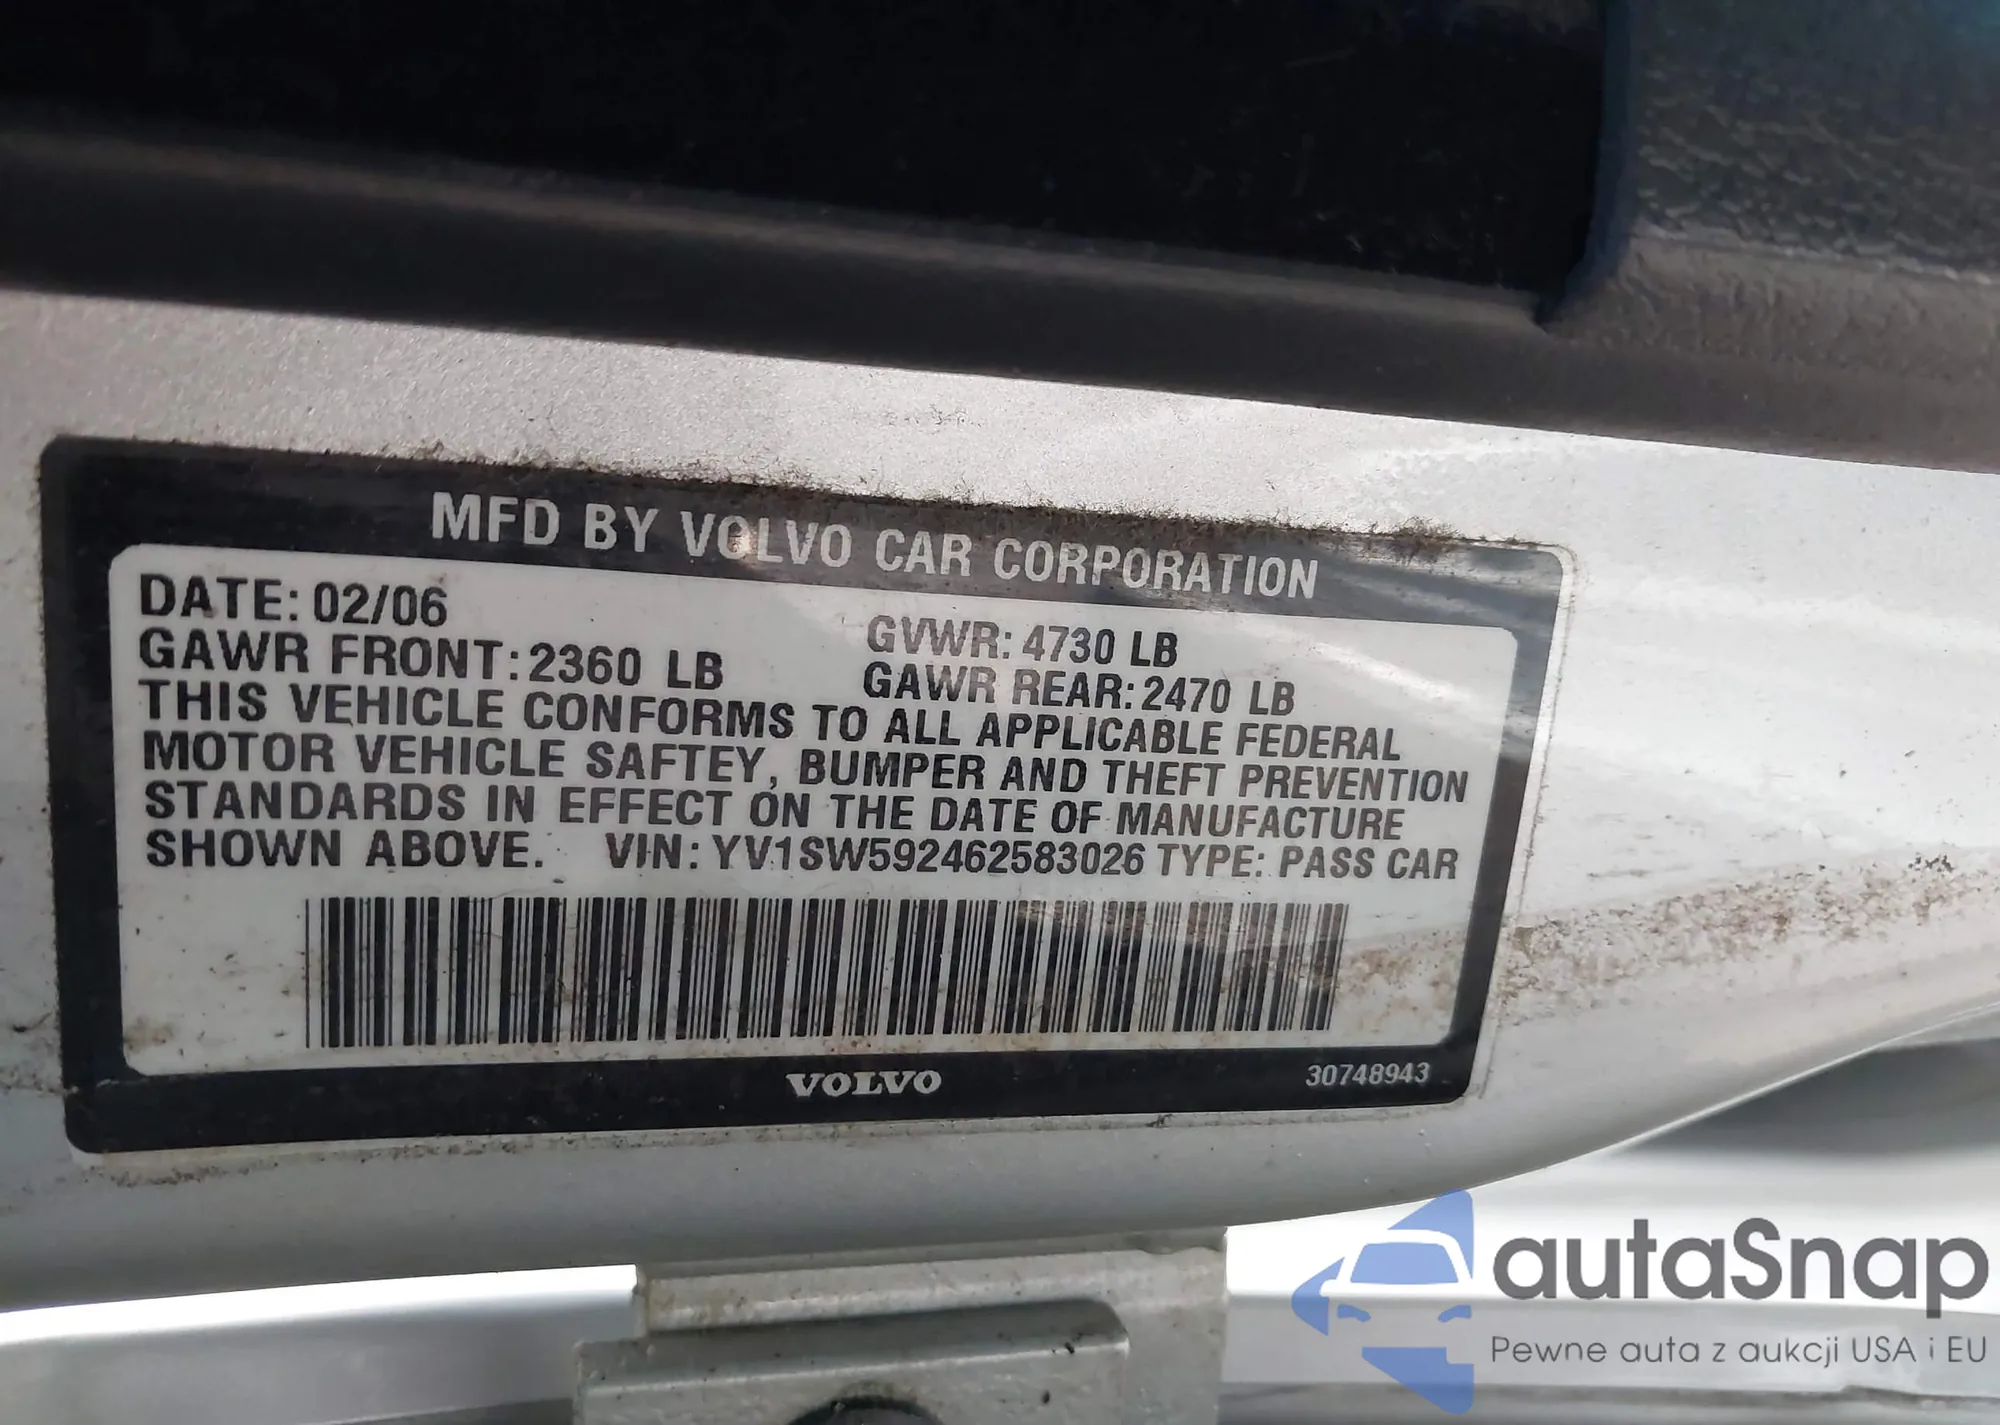 MFD BY VOLVO CAR CORPORATION
DATE: 02/06
GVWR: 4730 LB
GAWR FRONT: 2360 LB
GAWR REAR: 2470 LB
THIS VEHICLE CONFORMS TO ALL APPLICABLE FEDERAL
MOTOR VEHICLE SAFTEY, BUMPER AND THEFT PREVENTION
STANDARDS IN EFFECT ON THE DATE OF MANUFACTURE
SHOWN ABOVE. VIN: YV1SW592462583026 TYPE: PASS CAR
VOLVO
30748943
autaSnap
Pewne auta z aukcji USA i EU